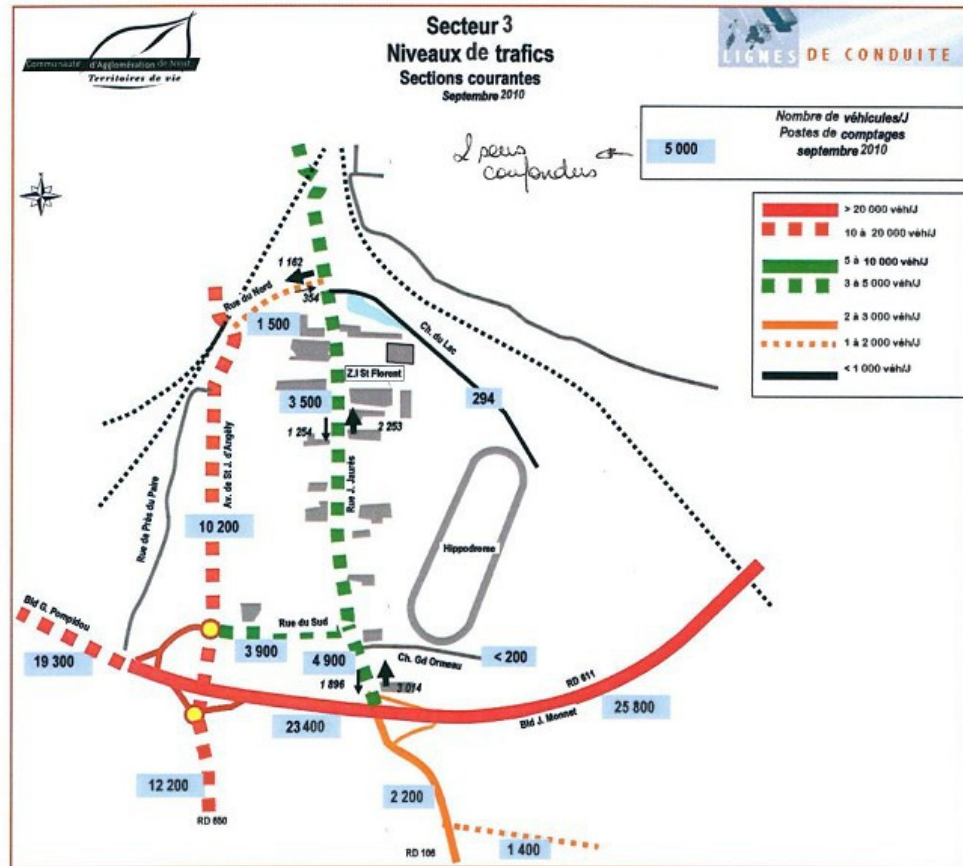 Communauté d'Agglomération de Niort
Territoires de vie
Secteur 3
Niveaux de trafics
Sections courantes
Septembre 2010
LIGNES DE CONDUITE
Nombre de véhicules/J
Postes de comptages
septembre 2010
5 000
2 sens
confondus
> 20 000 véh/J
10 à 20 000 véh/J
5 à 10 000 véh/J
3 à 5 000 véh/J
2 à 3 000 véh/J
1 à 2 000 véh/J
< 1 000 véh/J
1 162
Rue du Nord
354
1 500
Ch. du Lac
Z.I St Florent
3 500
294
1 254
2 253
Rue J. Jaurès
Av. de St J. d'Angély
Rue de Près du Paire
10 200
Hippodrome
Bld G. Pompidou
Rue du Sud
19 300
3 900
4 900
Ch. Gd Ormeau
< 200
1 896
3 014
RD 611
Bld J. Monnet
25 800
23 400
12 200
2 200
RD 650
RD 106
1 400